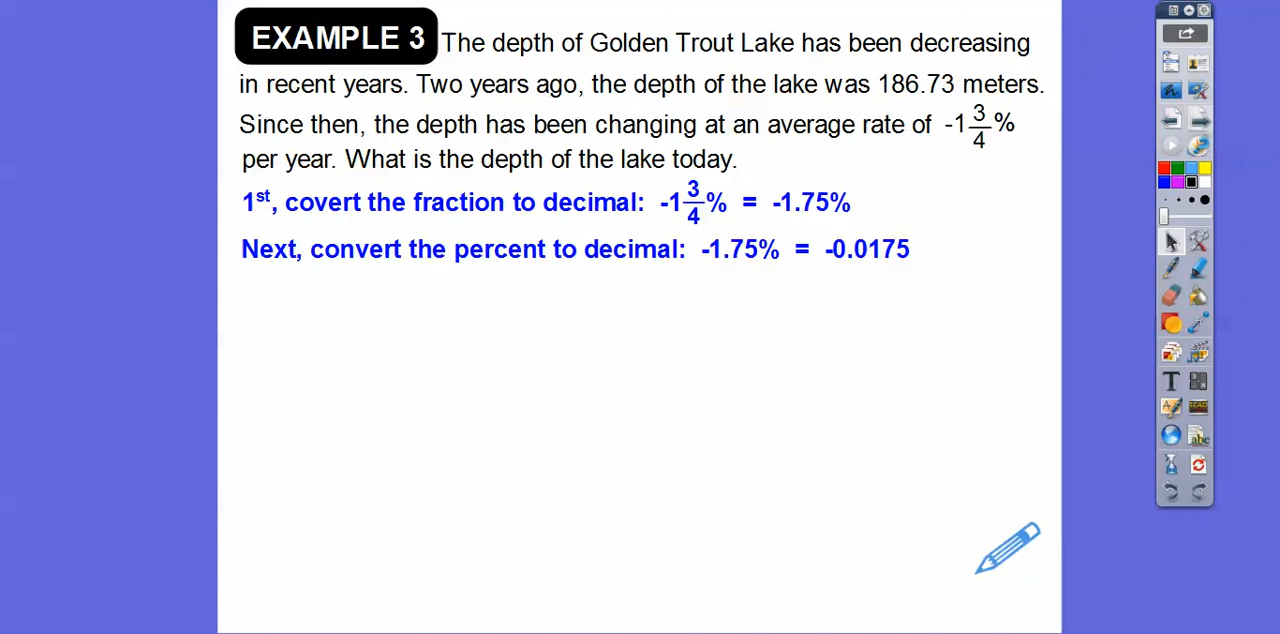 EXAMPLE 3 The depth of Golden Trout Lake has been decreasing
in recent years. Two years ago, the depth of the lake was 186.73 meters.
Since then, the depth has been changing at an average rate of -1 3/4 %
per year. What is the depth of the lake today.
1st, covert the fraction to decimal: -1 3/4 % = -1.75%
Next, convert the percent to decimal: -1.75% = -0.0175